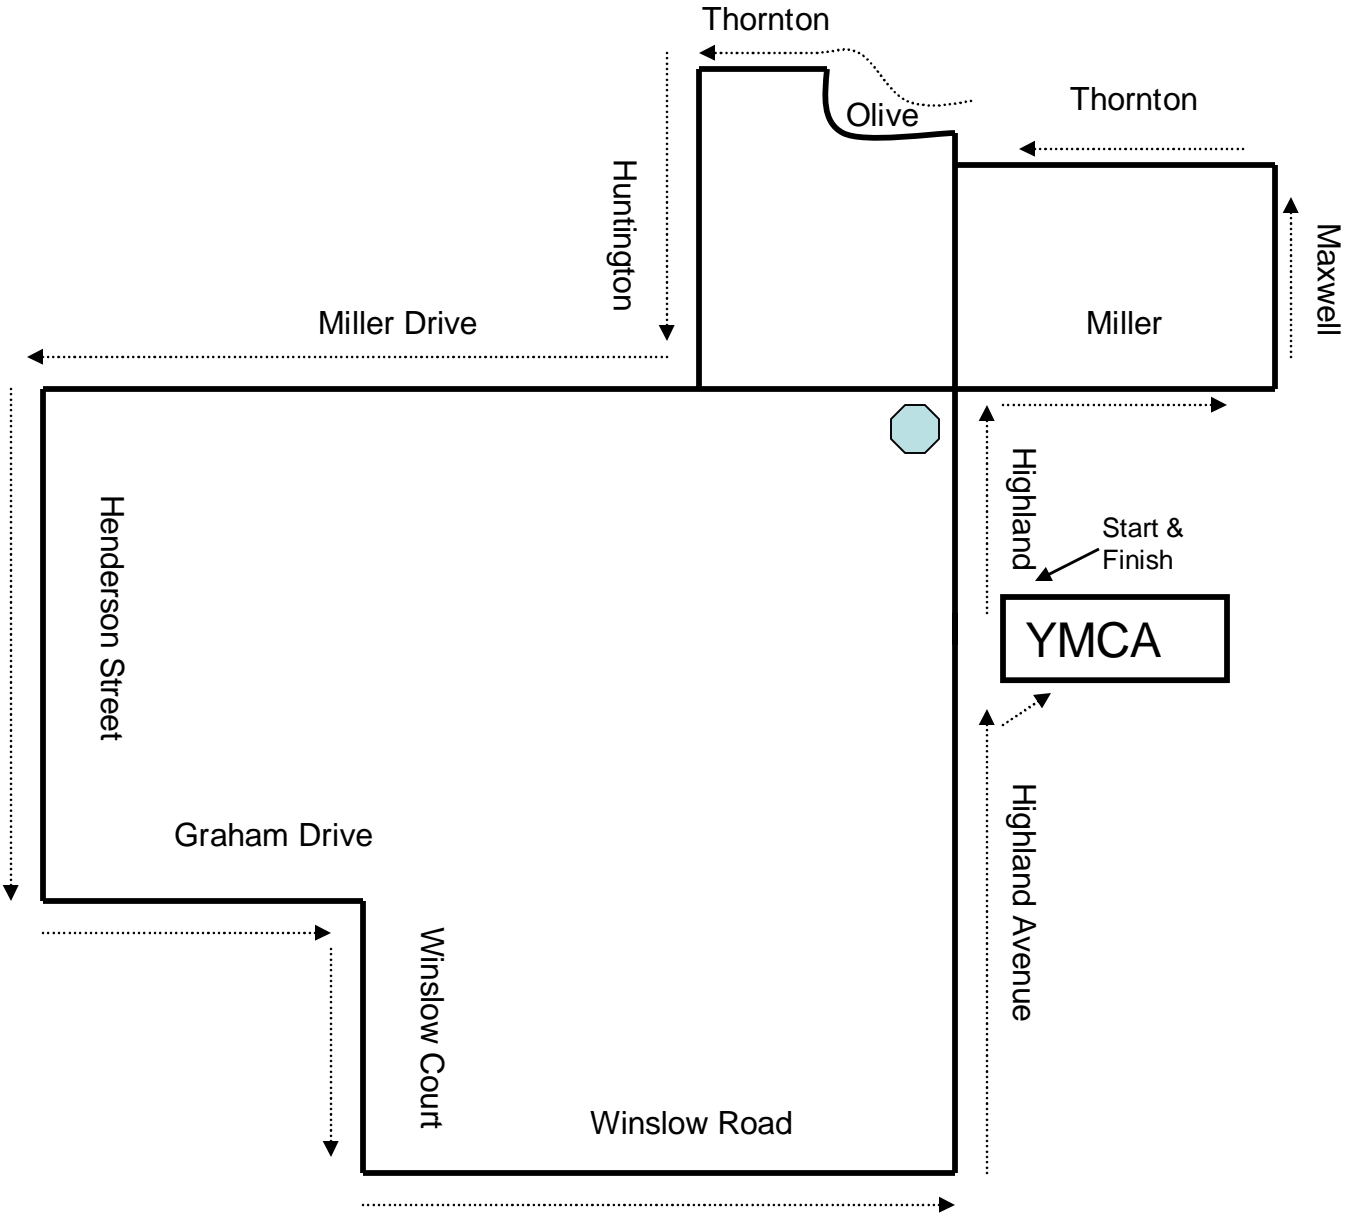 Thornton
Thornton
Olive
Huntington
Maxwell
Miller Drive
Miller
Highland
Start &
Finish
YMCA
Henderson Street
Graham Drive
Highland Avenue
Winslow Court
Winslow Road